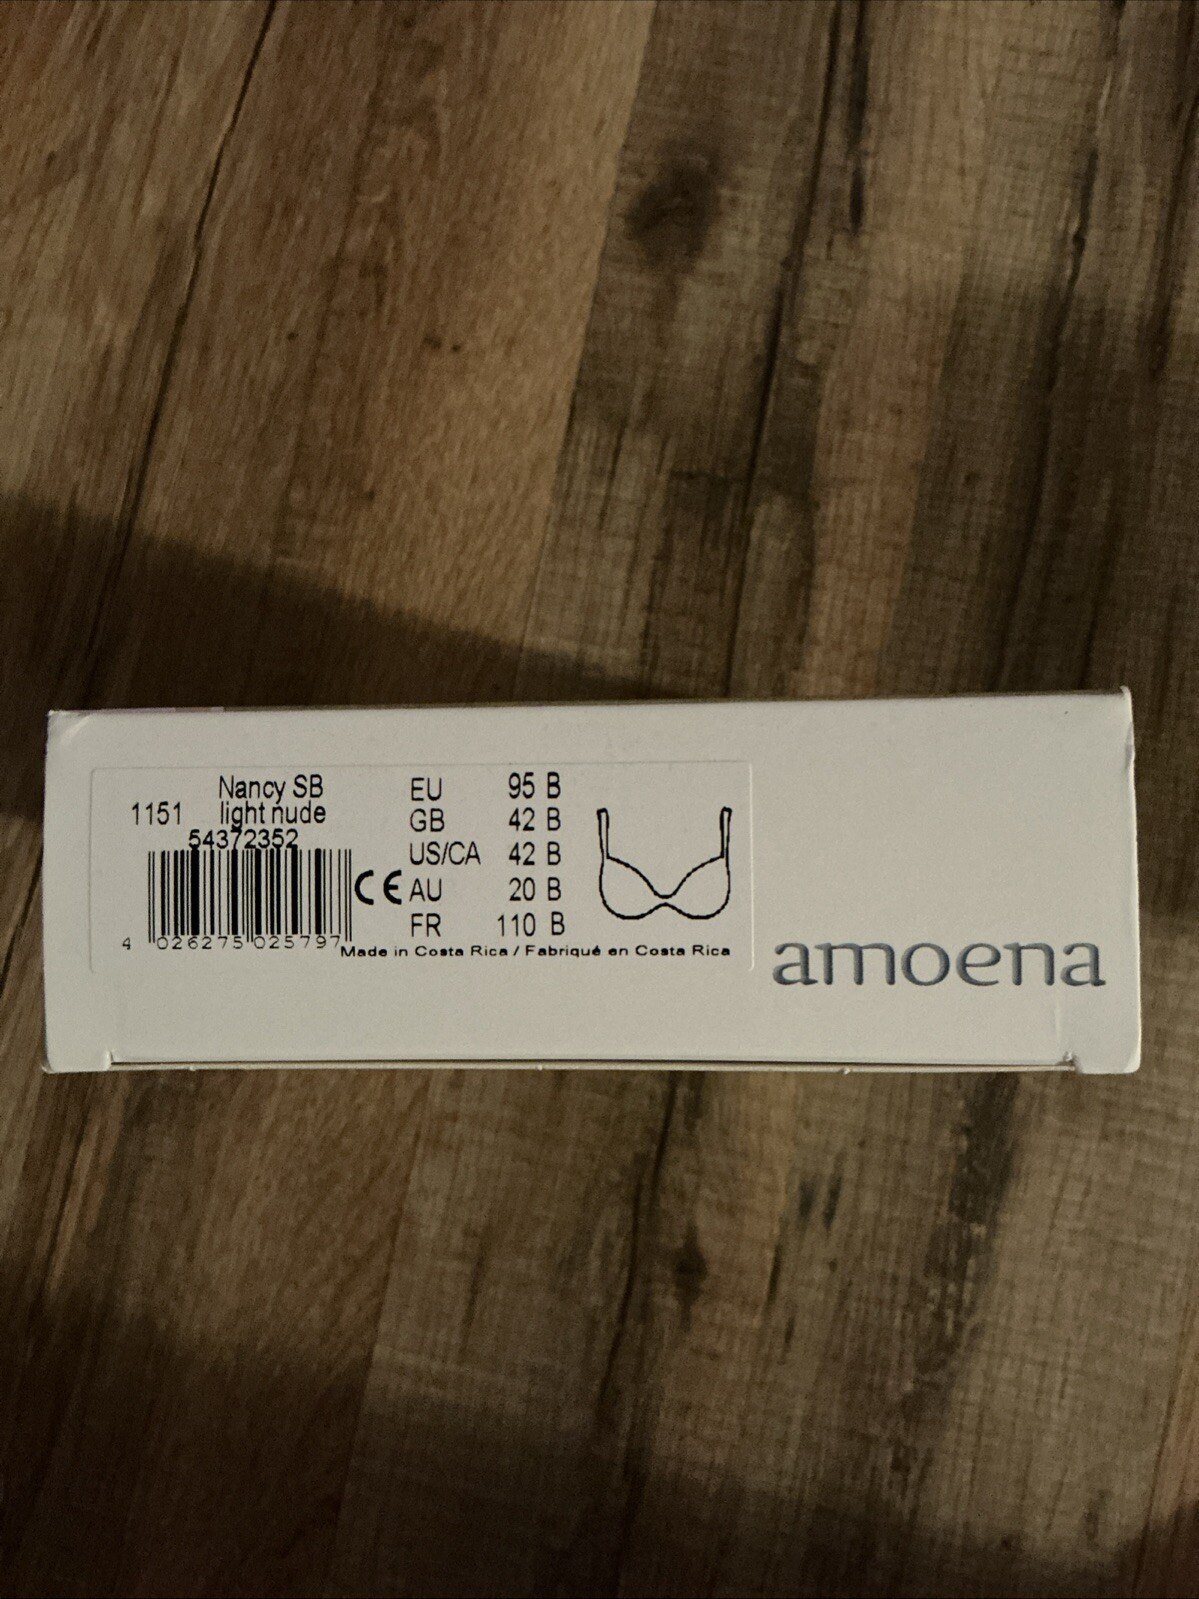 Nancy SB
1151 light nude
54372352
4 026275 025797
CE
EU 95 B
GB 42 B
US/CA 42 B
AU 20 B
FR 110 B
Made in Costa Rica / Fabriqué en Costa Rica
amoena